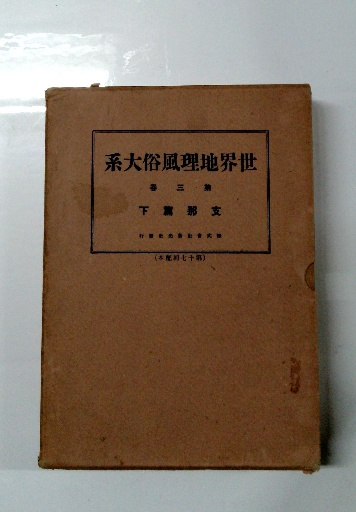 世界地理風俗大系
第三卷
支那篇下
(第十七回配本)